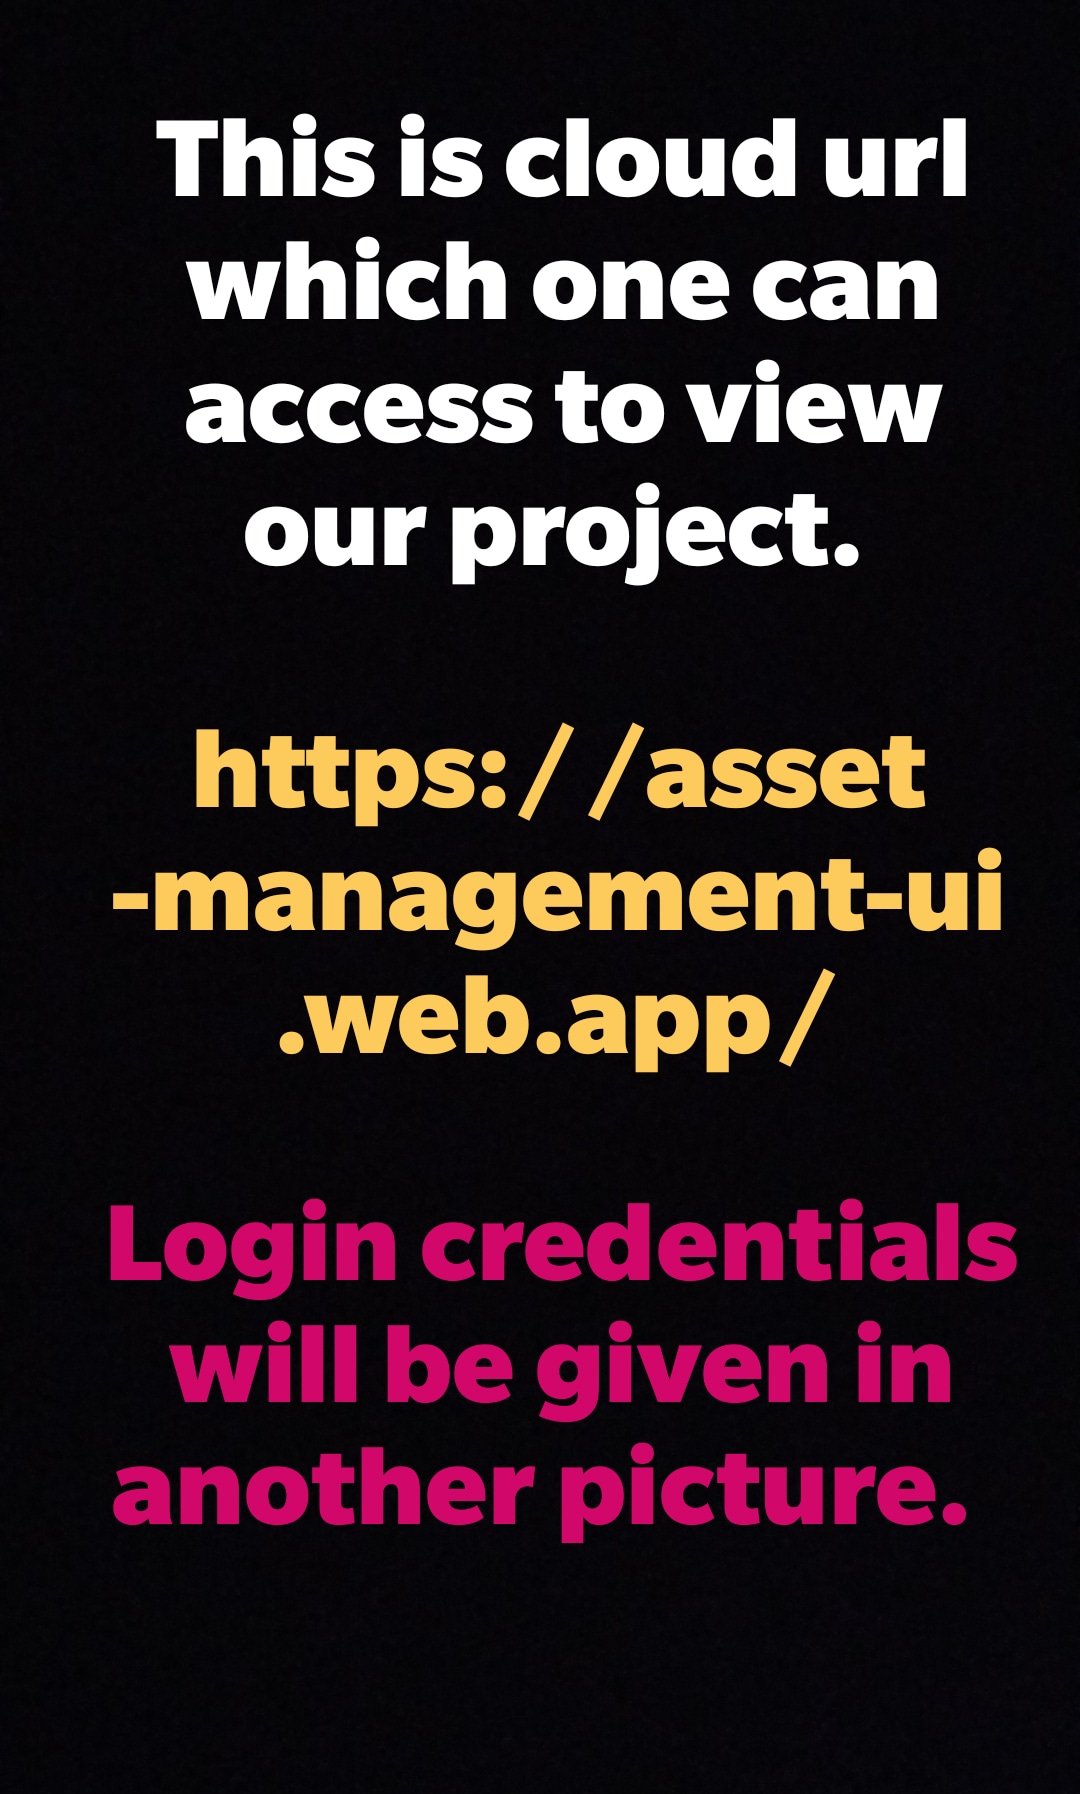 This is cloud url
which one can
access to view
our project.
https://asset
-management-ui
.web.app/
Login credentials
will be given in
another picture.